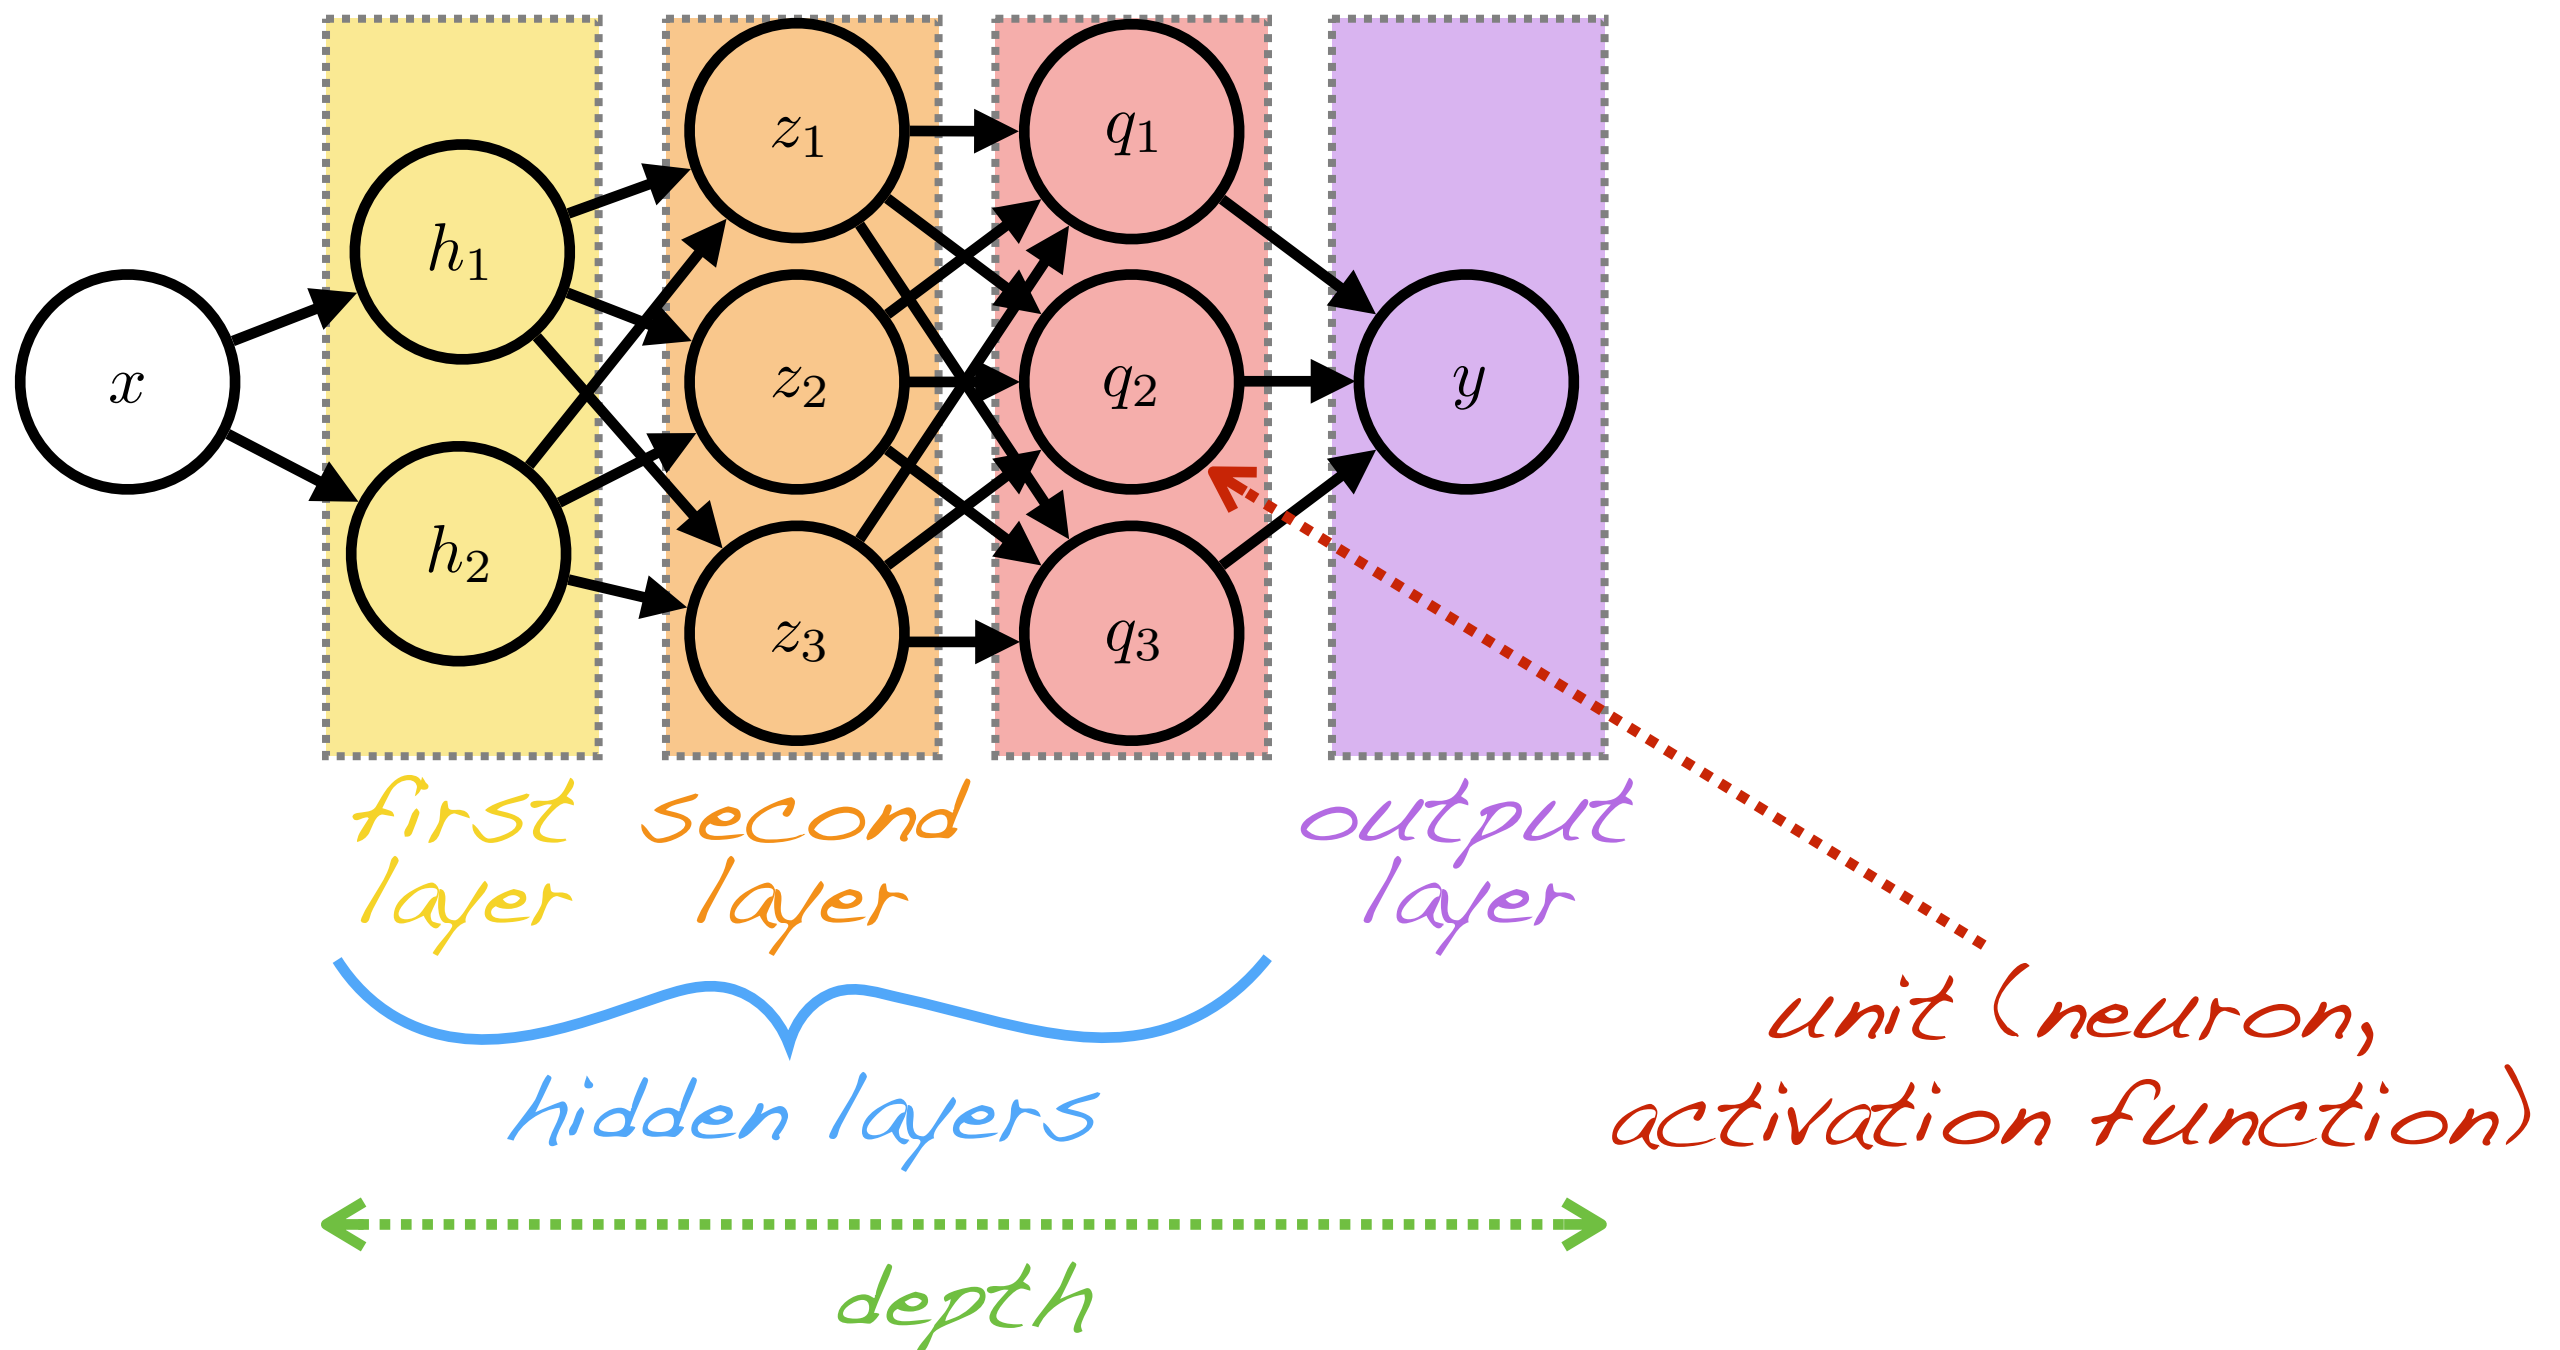 x
h₁
h₂
z₁
z₂
z₃
q₁
q₂
q₃
y
first
layer
second
layer
output
layer
hidden layers
unit (neuron,
activation function)
depth